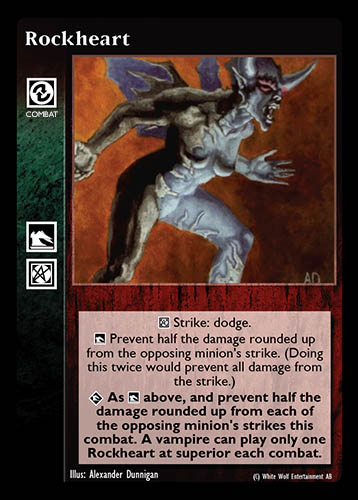 Rockheart
COMBAT
AD
Strike: dodge.
Prevent half the damage rounded up
from the opposing minion's strike. (Doing
this twice would prevent all damage from
the strike.)
As above, and prevent half the
damage rounded up from each of
the opposing minion's strikes this
combat. A vampire can play only one
Rockheart at superior each combat.
Illus: Alexander Dunnigan
(C) White Wolf Entertainment AB